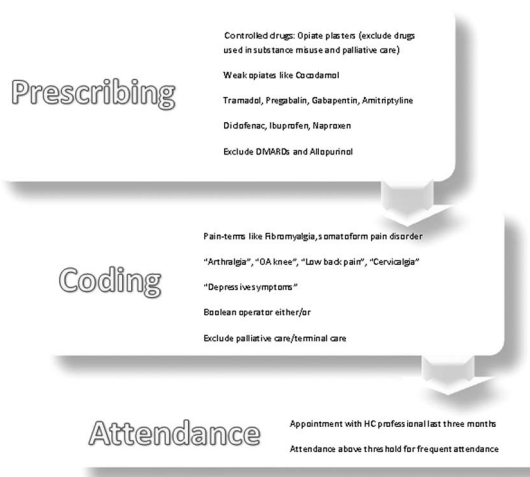 Prescribing
Controlled drugs: Opiate plasters (exclude drugs
used in substance misuse and palliative care)
Weak opiates like Cocodamol
Tramadol, Pregabalin, Gabapentin, Amitriptyline
Diclofenac, Ibuprofen, Naproxen
Exclude DMARDs and Allopurinol
Coding
Pain-terms like Fibromyalgia, somatoform pain disorder
“Arthralgia”, “OA knee”, “Low back pain”, “Cervicalgia”
“Depressive symptoms”
Boolean operator either/or
Exclude palliative care/terminal care
Attendance
Appointment with HC professional last three months
Attendance above threshold for frequent attendance